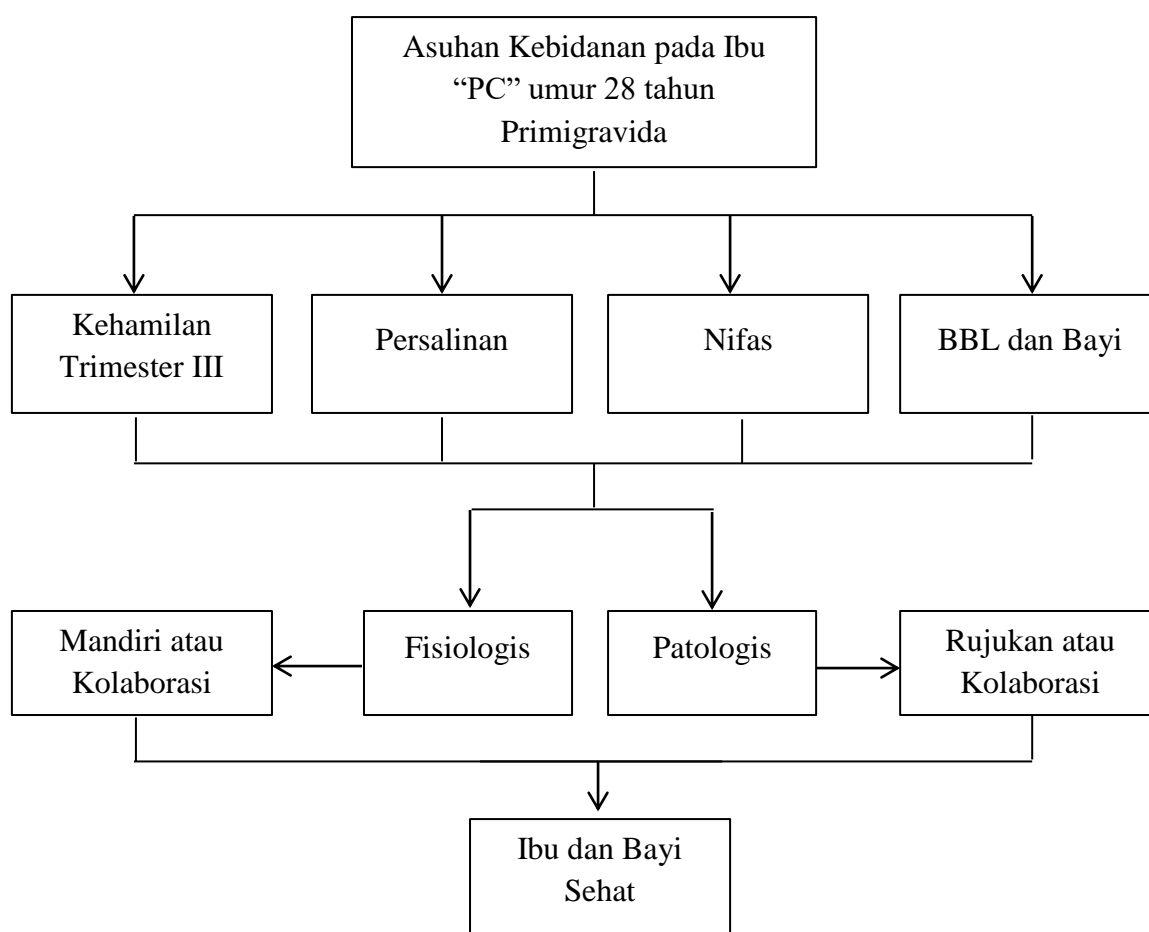 Asuhan Kebidanan pada Ibu
“PC” umur 28 tahun
Primigravida
Kehamilan
Trimester III
Persalinan
Nifas
BBL dan Bayi
Mandiri atau
Kolaborasi
Fisiologis
Patologis
Rujukan atau
Kolaborasi
Ibu dan Bayi
Sehat